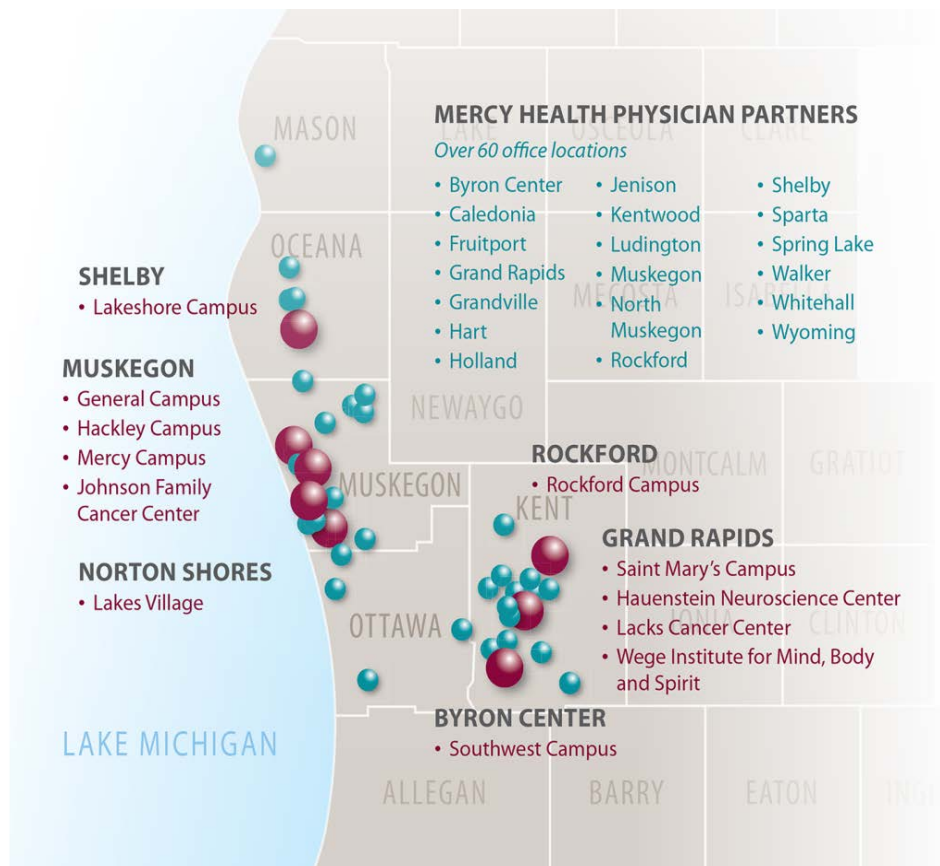 MASON
LAKE
OSCEOLA
CLARE
MERCY HEALTH PHYSICIAN PARTNERS
Over 60 office locations
• Byron Center
• Caledonia
• Fruitport
• Grand Rapids
• Grandville
• Hart
• Holland
• Jenison
• Kentwood
• Ludington
• Muskegon
• North
Muskegon
• Rockford
• Shelby
• Sparta
• Spring Lake
• Walker
• Whitehall
• Wyoming
OCEANA
MECOSTA
ISABELLA
SHELBY
• Lakeshore Campus
MUSKEGON
• General Campus
• Hackley Campus
• Mercy Campus
• Johnson Family
Cancer Center
NORTON SHORES
• Lakes Village
NEWAYGO
MUSKEGON
ROCKFORD
• Rockford Campus
MONTCALM
GRATIOT
KENT
GRAND RAPIDS
• Saint Mary's Campus
• Hauenstein Neuroscience Center
• Lacks Cancer Center
• Wege Institute for Mind, Body
and Spirit
OTTAWA
IONIA
CLINTON
BYRON CENTER
• Southwest Campus
LAKE MICHIGAN
ALLEGAN
BARRY
EATON